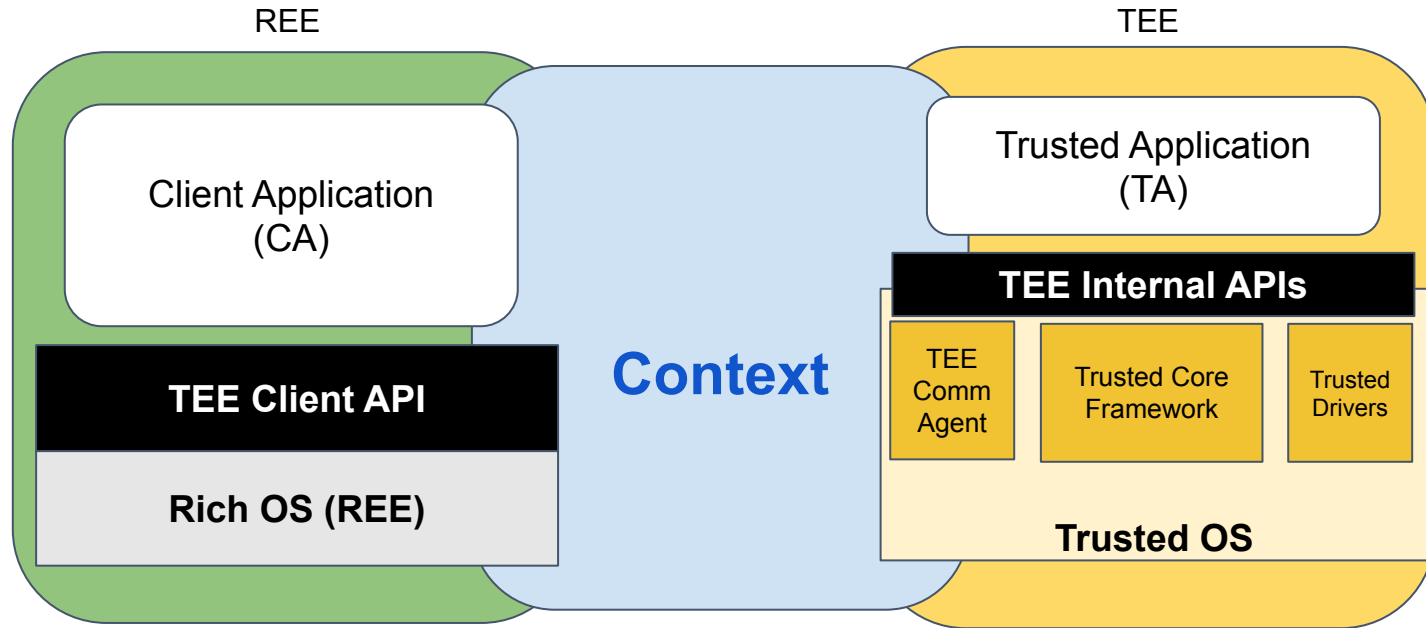 REE
TEE
Client Application
(CA)
Trusted Application
(TA)
TEE Internal APIs
TEE Client API
Context
TEE
Comm
Agent
Trusted Core
Framework
Trusted
Drivers
Rich OS (REE)
Trusted OS